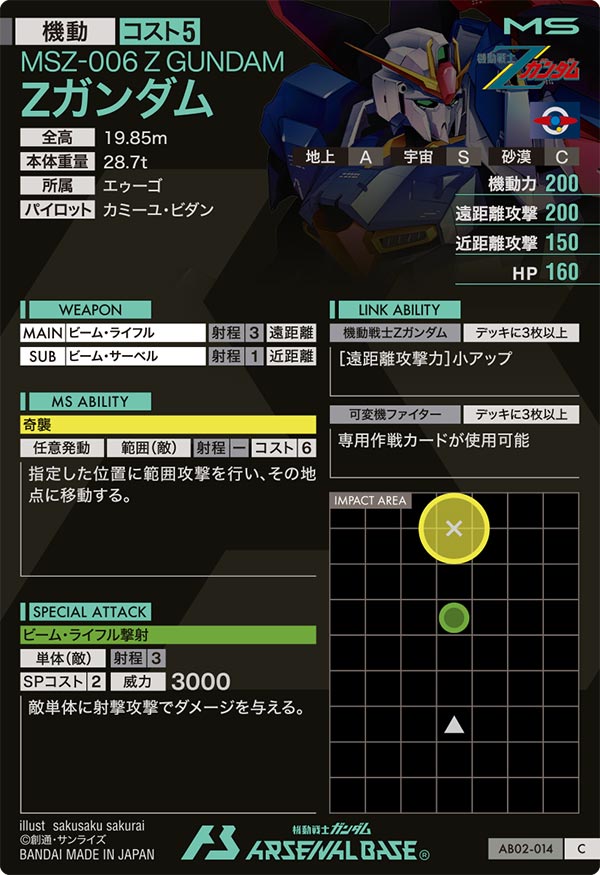 機動 コスト5
MS
MSZ-006 Z GUNDAM
Zガンダム
機動戦士Zガンダム
全高 19.85m
本体重量 28.7t
所属 エゥーゴ
パイロット カミーユ・ビダン
地上 A 宇宙 S 砂漠 C
機動力 200
遠距離攻撃 200
近距離攻撃 150
HP 160
WEAPON
MAIN ビーム・ライフル 射程 3 遠距離
SUB ビーム・サーベル 射程 1 近距離
MS ABILITY
奇襲
任意発動 範囲(敵) 射程 ー コスト 6
指定した位置に範囲攻撃を行い、その地
点に移動する。
SPECIAL ATTACK
ビーム・ライフル撃射
単体(敵) 射程 3
SPコスト 2 威力 3000
敵単体に射撃攻撃でダメージを与える。
LINK ABILITY
機動戦士Zガンダム デッキに3枚以上
[遠距離攻撃力]小アップ
可変機ファイター デッキに3枚以上
専用作戦カードが使用可能
IMPACT AREA
illust sakusaku sakurai
©創通・サンライズ
BANDAI MADE IN JAPAN
機動戦士ガンダム
ARSENAL BASE®
AB02-014 C